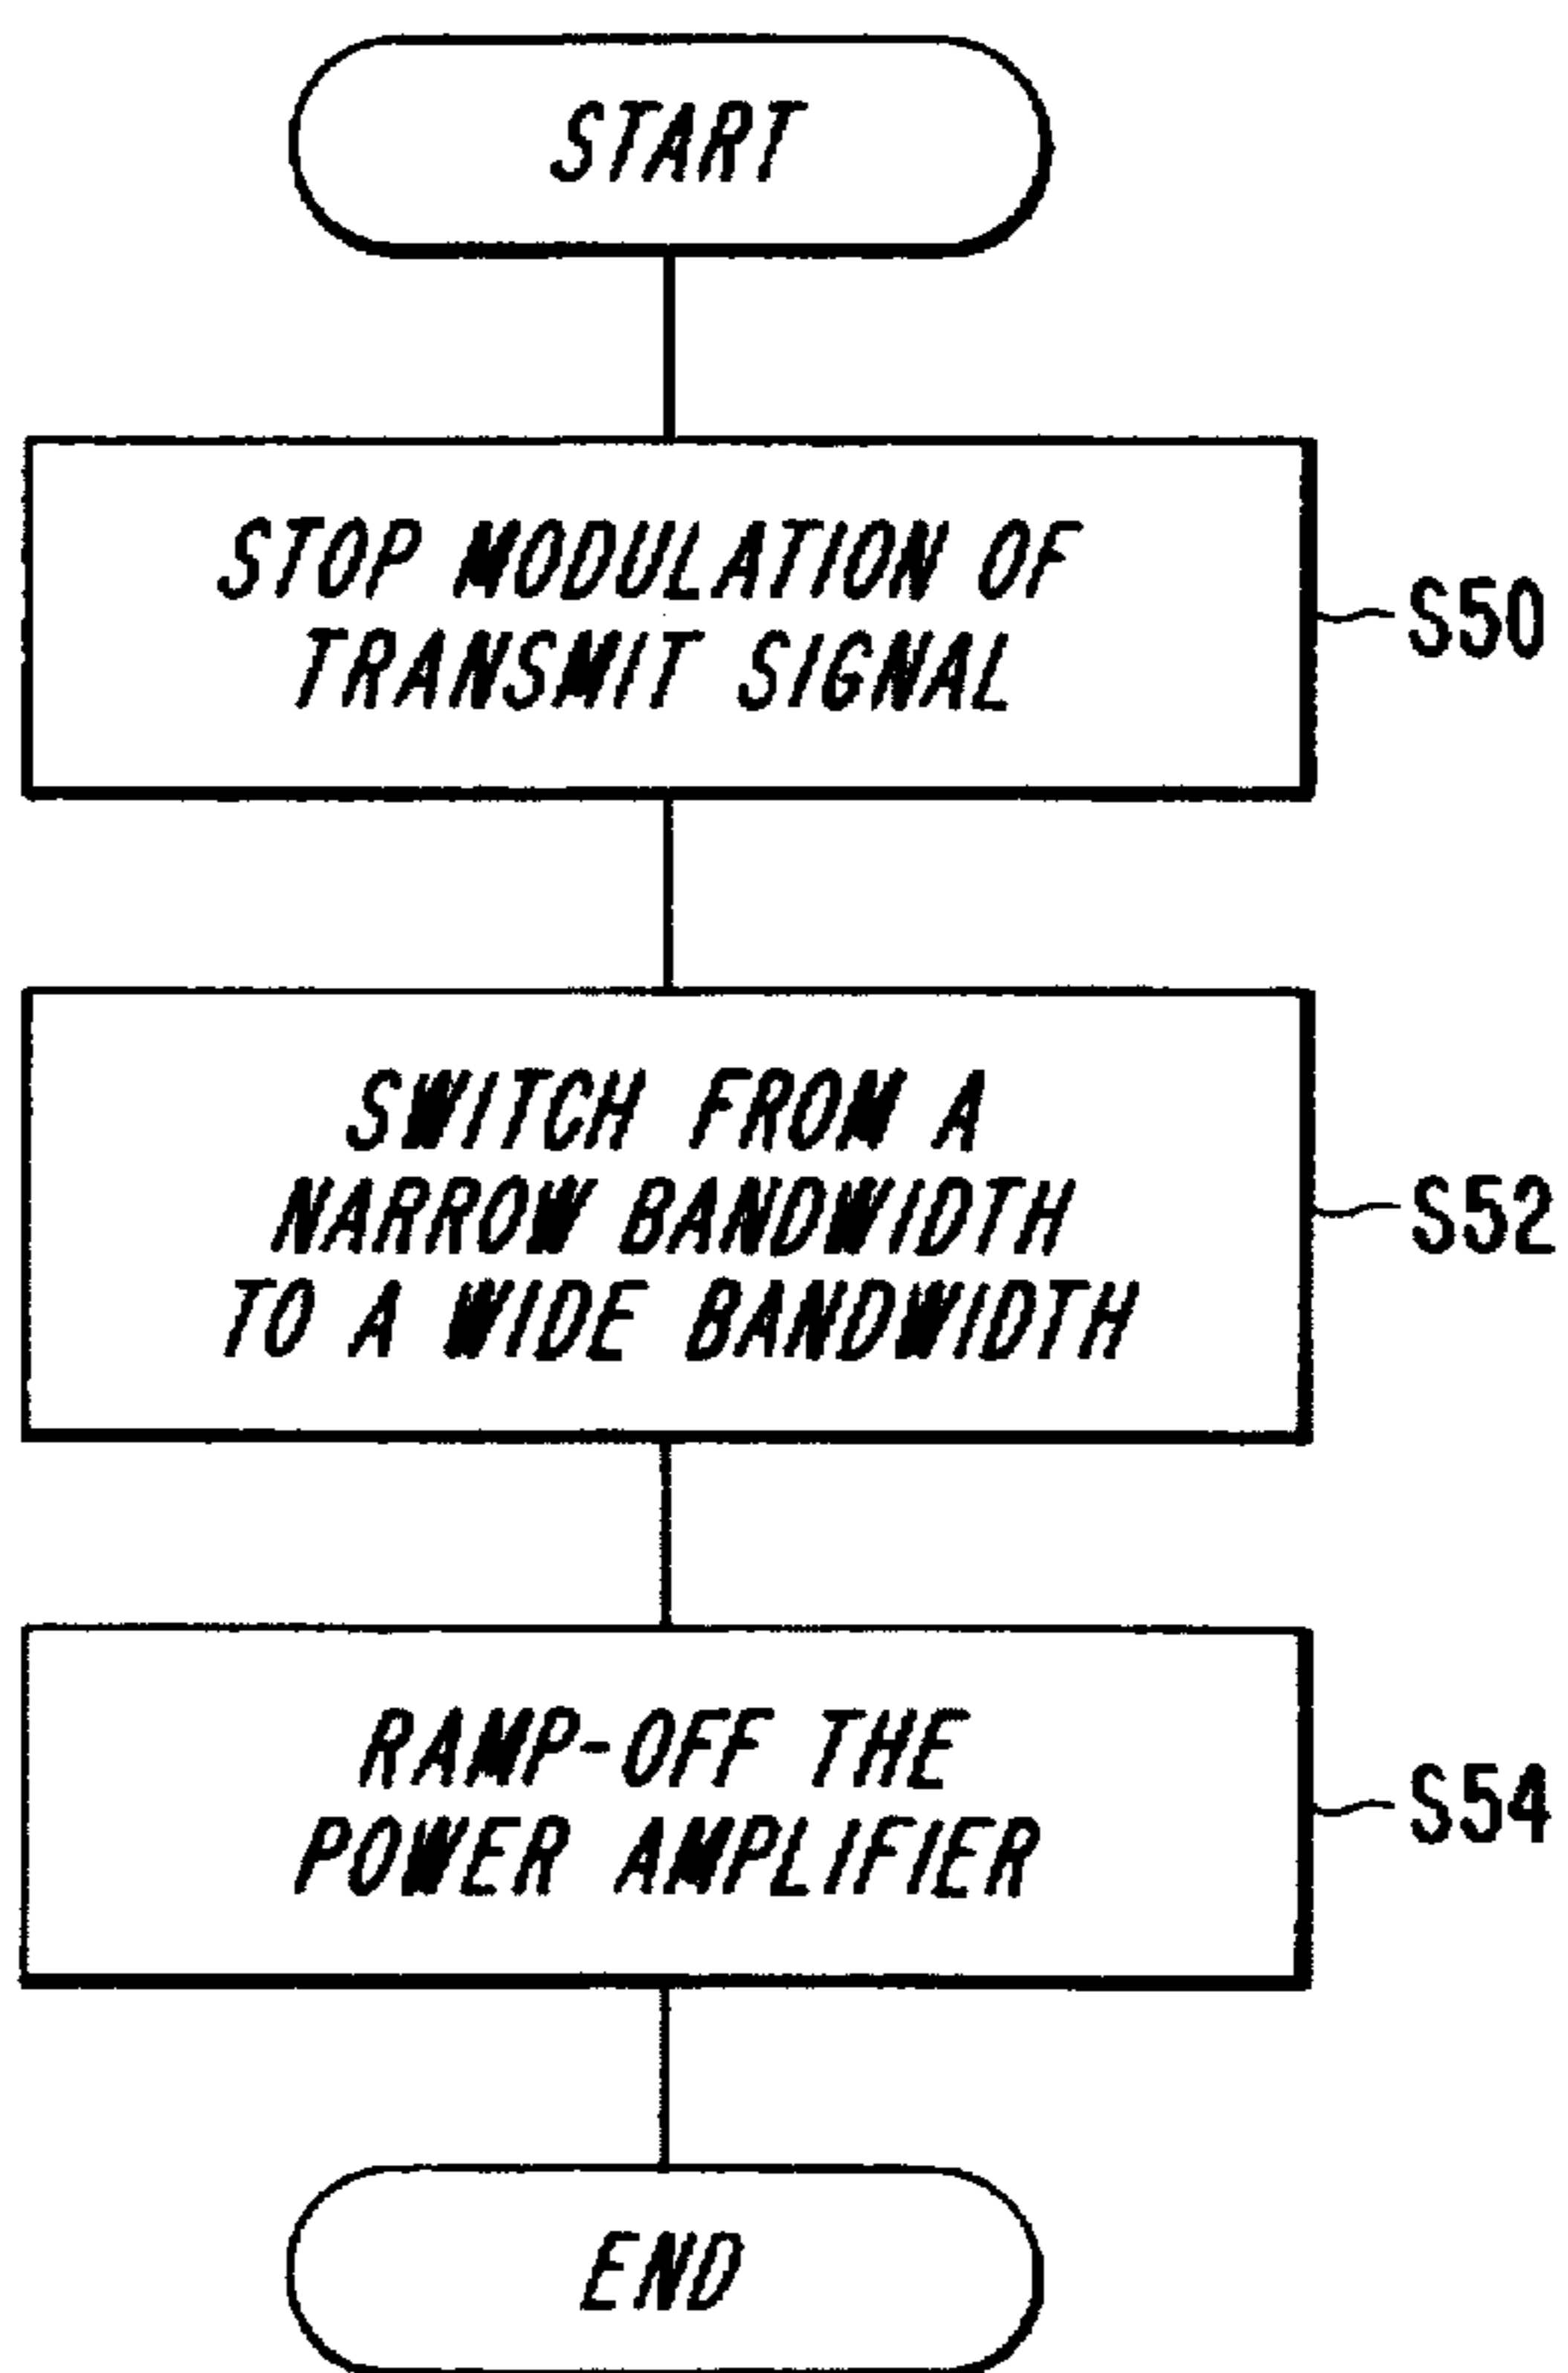 START
STOP MODULATION OF
TRANSMIT SIGNAL
S50
SWITCH FROM A
NARROW BANDWIDTH
TO A WIDE BANDWIDTH
S52
RAMP-OFF THE
POWER AMPLIFIER
S54
END